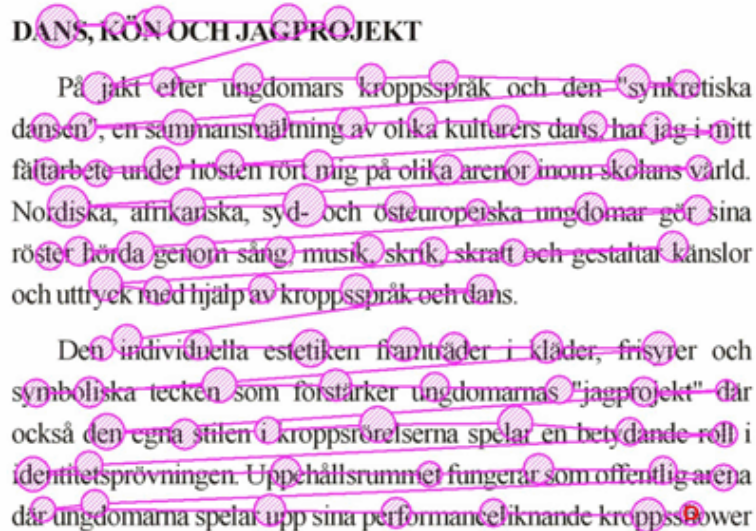 DANS, KÖN OCH JAGPROJEKT
På jakt efter ungdomars kroppsspråk och den "synkretiska
dansen", en sammansmältning av olika kulturers dans, har jag i mitt
fältarbete under hösten rört mig på olika arenor inom skolans värld.
Nordiska, afrikanska, syd- och östeuropeiska ungdomar gör sina
röster hörda genom sång, musik, skrik, skratt och gestaltar känslor
och uttryck med hjälp av kroppsspråk och dans.
Den individuella estetiken framträder i kläder, frisyrer och
symboliska tecken som förstärker ungdomarnas "jagprojekt" där
också den egna stilen i kroppsrörelserna spelar en betydande roll i
identitetsprövningen. Uppehållsrummet fungerar som offentlig arena
där ungdomarna spelar upp sina performanceliknande kroppsshower